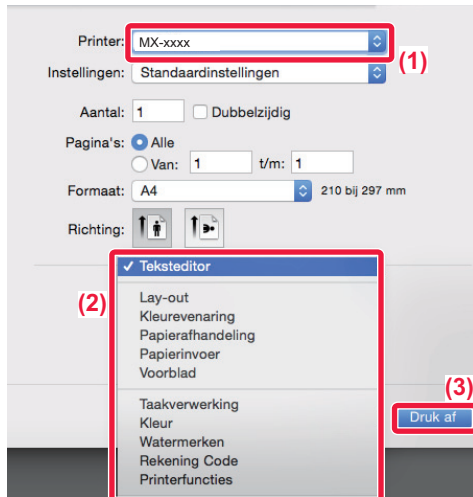 Printer: MX-xxxx
(1)
Instellingen: Standaardinstellingen
Aantal: 1 Dubbelzijdig
Pagina's: Alle
Van: 1 t/m: 1
Formaat: A4 210 bij 297 mm
Richting:
✓ Teksteditor
(2)
Lay-out
Kleurevenaring
Papierafhandeling
Papierinvoer
Voorblad
(3)
Taakverwerking
Druk af
Kleur
Watermerken
Rekening Code
Printerfuncties